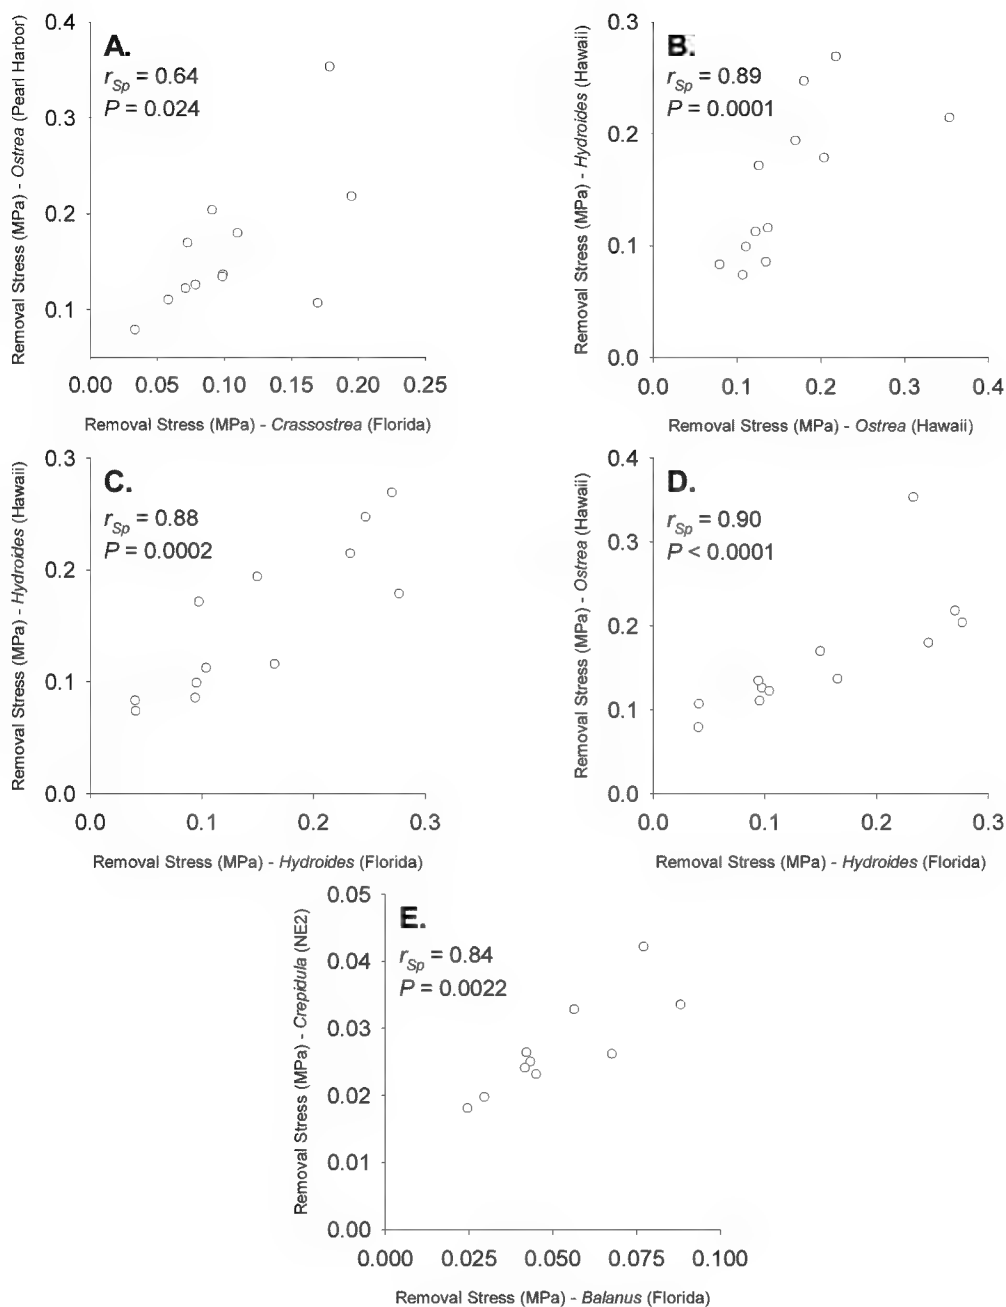 A.
r_Sp = 0.64
P = 0.024
Removal Stress (MPa) - Ostrea (Pearl Harbor)
0.4
0.3
0.2
0.1
0.00 0.05 0.10 0.15 0.20 0.25
Removal Stress (MPa) - Crassostrea (Florida)
B.
r_Sp = 0.89
P = 0.0001
Removal Stress (MPa) - Hydroides (Hawaii)
0.3
0.2
0.1
0.0
0.0 0.1 0.2 0.3 0.4
Removal Stress (MPa) - Ostrea (Hawaii)
C.
r_Sp = 0.88
P = 0.0002
Removal Stress (MPa) - Hydroides (Hawaii)
0.3
0.2
0.1
0.0
0.0 0.1 0.2 0.3
Removal Stress (MPa) - Hydroides (Florida)
D.
r_Sp = 0.90
P < 0.0001
Removal Stress (MPa) - Ostrea (Hawaii)
0.4
0.3
0.2
0.1
0.0
0.0 0.1 0.2 0.3
Removal Stress (MPa) - Hydroides (Florida)
E.
r_Sp = 0.84
P = 0.0022
Removal Stress (MPa) - Crepidula (NE2)
0.05
0.04
0.03
0.02
0.01
0.00
0.000 0.025 0.050 0.075 0.100
Removal Stress (MPa) - Balanus (Florida)